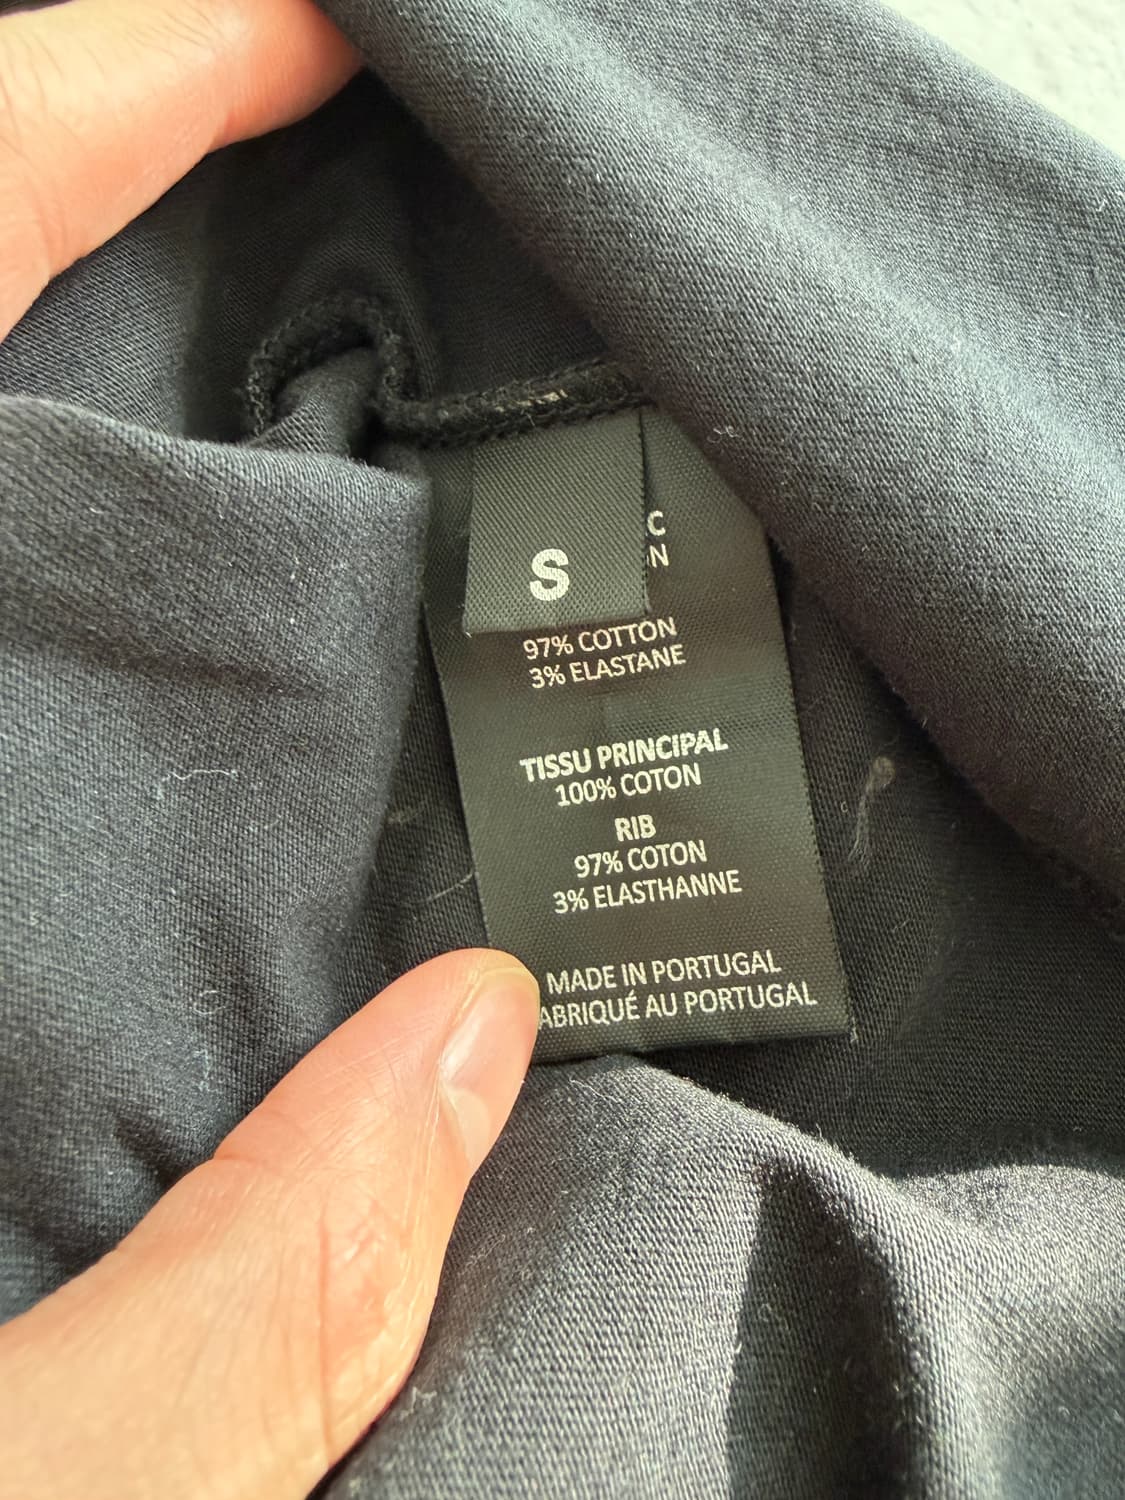 S
97% COTTON
3% ELASTANE
TISSU PRINCIPAL
100% COTON
RIB
97% COTON
3% ELASTHANNE
MADE IN PORTUGAL
ABRIQUÉ AU PORTUGAL